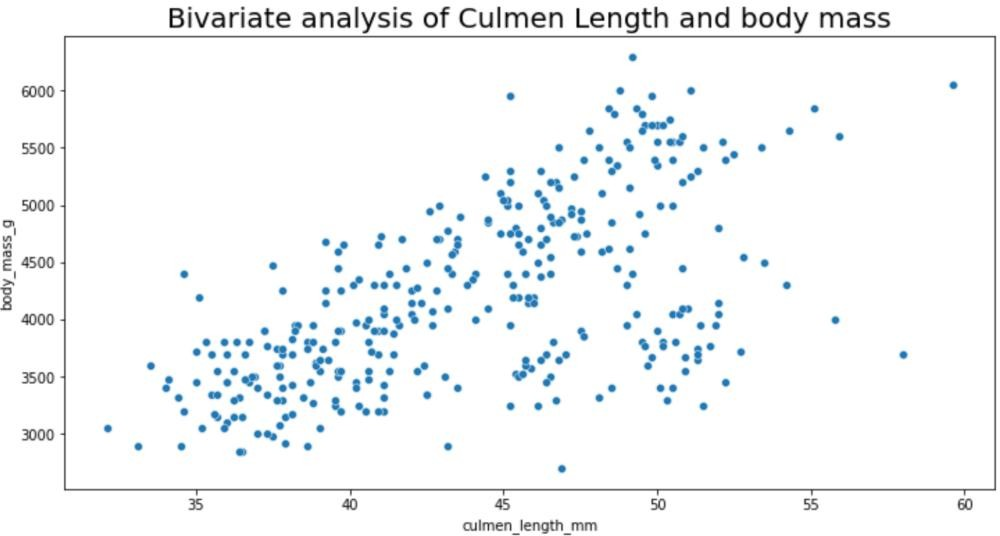 Bivariate analysis of Culmen Length and body mass
6000
5500
5000
4500
4000
3500
3000
body_mass_g
35 40 45 50 55 60
culmen_length_mm